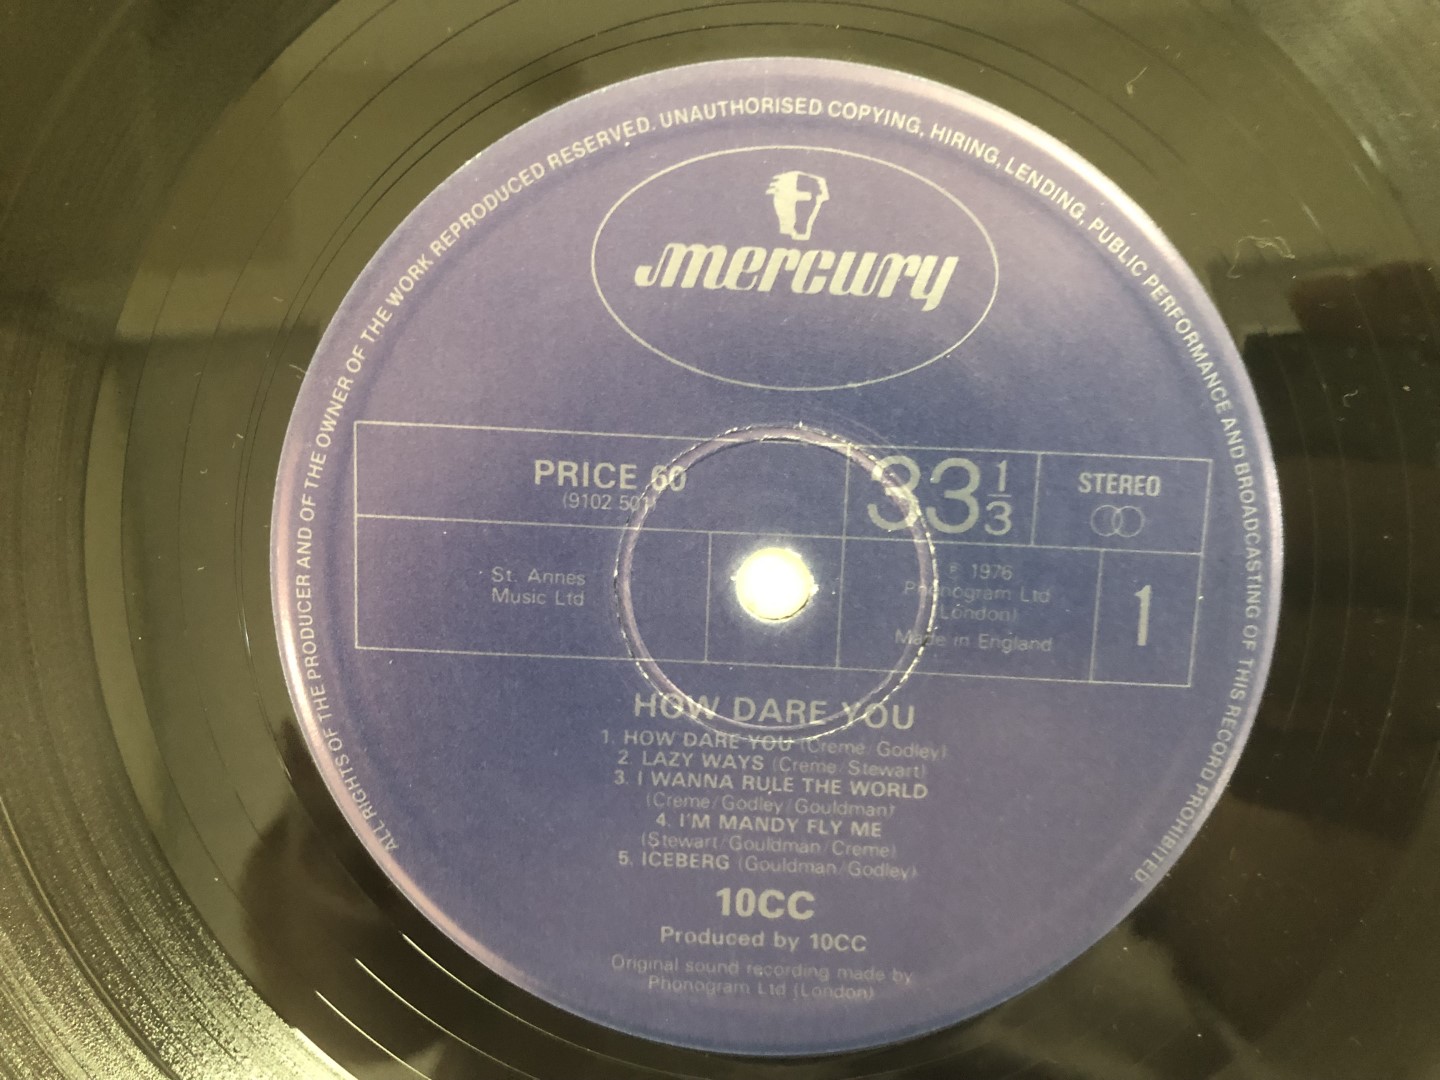 ALL RIGHTS OF THE PRODUCER AND OF THE OWNER OF THE WORK REPRODUCED RESERVED. UNAUTHORISED COPYING, HIRING, LENDING, PUBLIC PERFORMANCE AND BROADCASTING OF THIS RECORD PROHIBITED.
mercury
PRICE 60
(9102 501)
33 1/3
STEREO
St. Annes
Music Ltd
℗ 1976
Phonogram Ltd
(London)
Made in England
1
HOW DARE YOU
1. HOW DARE YOU (Creme/Godley)
2. LAZY WAYS (Creme/Stewart)
3. I WANNA RULE THE WORLD
(Creme/Godley/Gouldman)
4. I'M MANDY FLY ME
(Stewart/Gouldman/Creme)
5. ICEBERG (Gouldman/Godley)
10CC
Produced by 10CC
Original sound recording made by
Phonogram Ltd (London)